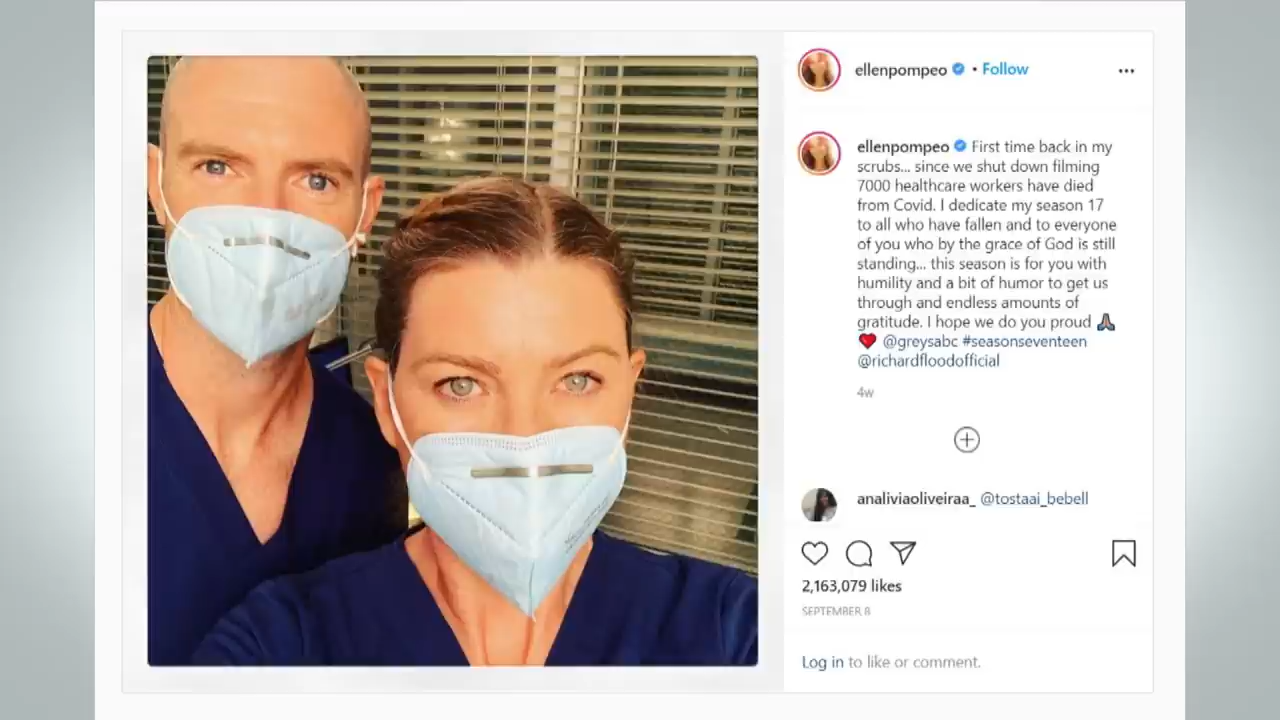 ellenpompeo • Follow
ellenpompeo First time back in my
scrubs... since we shut down filming
7000 healthcare workers have died
from Covid. I dedicate my season 17
to all who have fallen and to everyone
of you who by the grace of God is still
standing... this season is for you with
humility and a bit of humor to get us
through and endless amounts of
gratitude. I hope we do you proud 🙏🏽
❤️ @greysabc #seasonseventeen
@richardfloodofficial
4w
analiviaoliveiraa_ @tostaai_bebell
2,163,079 likes
SEPTEMBER 8
Log in to like or comment.